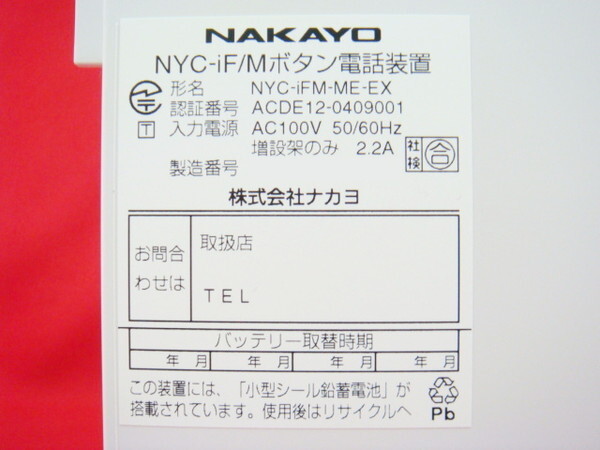 NAKAYO
NYC-iF/Mボタン電話装置
形名 NYC-iFM-ME-EX
認証番号 ACDE12-0409001
T 入力電源 AC100V 50/60Hz
増設架のみ 2.2A
社検 合
製造番号
株式会社ナカヨ
お問合わせは
取扱店
TEL
バッテリー取替時期
年 月 年 月 年 月 年 月
この装置には、「小型シール鉛蓄電池」が
搭載されています。使用後はリサイクルへ
Pb